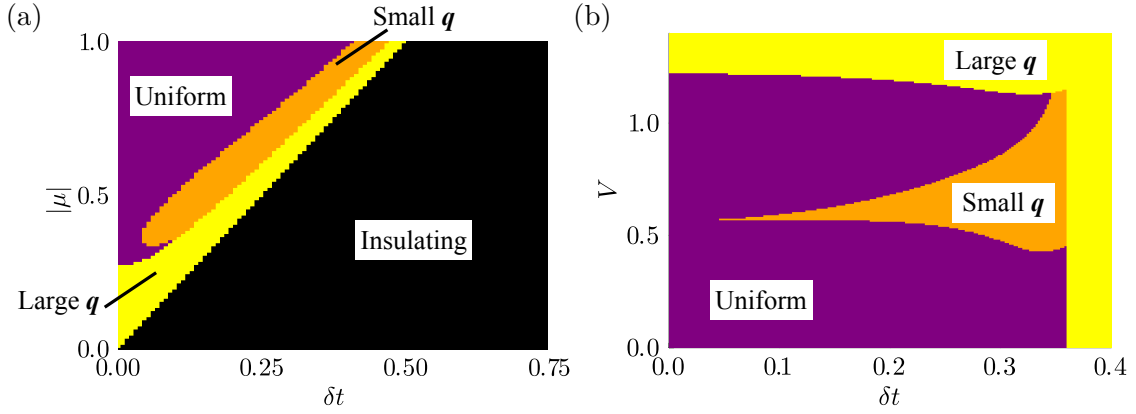 (a)
Small q
1.0
Uniform
|μ|
0.5
Insulating
Large q
0.0
0.00 0.25 0.50 0.75
δt
(b)
Large q
1.0
V
Small q
0.5
Uniform
0.0
0.0 0.1 0.2 0.3 0.4
δt